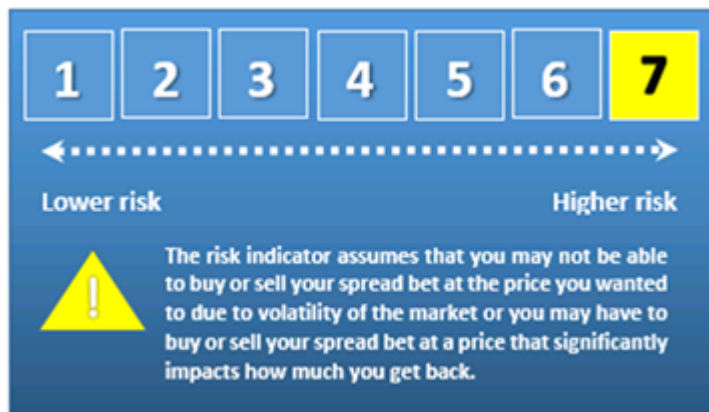 1 2 3 4 5 6 7
Lower risk Higher risk
!
The risk indicator assumes that you may not be able
to buy or sell your spread bet at the price you wanted
to due to volatility of the market or you may have to
buy or sell your spread bet at a price that significantly
impacts how much you get back.